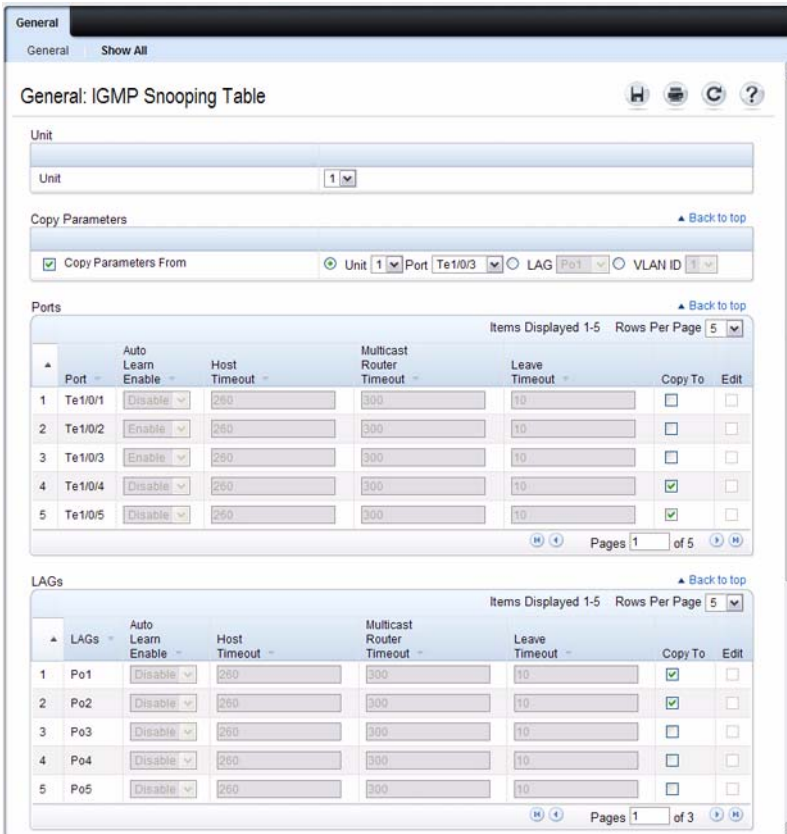 General
General Show All
General: IGMP Snooping Table
?
Unit
Unit 1
Copy Parameters Back to top
Copy Parameters From Unit 1 Port Te1/0/3 LAG Po1 VLAN ID 1
Ports Back to top
Items Displayed 1-5 Rows Per Page 5
Port Auto Learn Enable Host Timeout Multicast Router Timeout Leave Timeout Copy To Edit
1 Te1/0/1 Disable 260 300 10
2 Te1/0/2 Enable 260 300 10
3 Te1/0/3 Enable 260 300 10
4 Te1/0/4 Disable 260 300 10
5 Te1/0/5 Disable 260 300 10
Pages 1 of 5
LAGs Back to top
Items Displayed 1-5 Rows Per Page 5
LAGs Auto Learn Enable Host Timeout Multicast Router Timeout Leave Timeout Copy To Edit
1 Po1 Disable 260 300 10
2 Po2 Disable 260 300 10
3 Po3 Disable 260 300 10
4 Po4 Disable 260 300 10
5 Po5 Disable 260 300 10
Pages 1 of 3